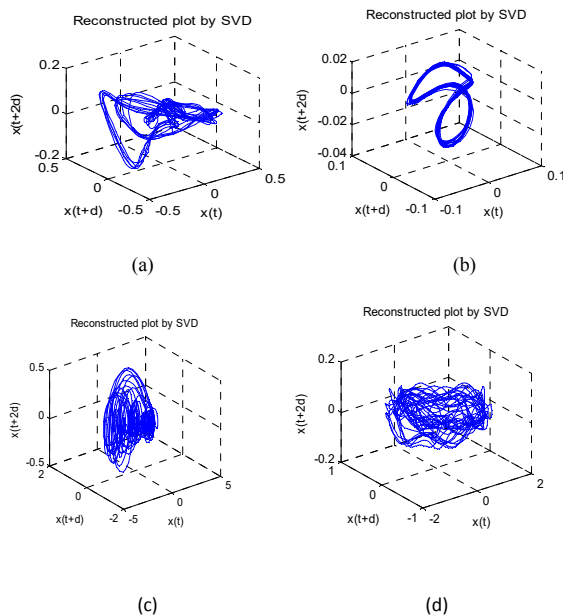 Reconstructed plot by SVD
0.2
0
-0.2
0.5
0
-0.5
-0.5
0
0.5
x(t+2d)
x(t+d)
x(t)
(a)
Reconstructed plot by SVD
0.02
0
-0.02
-0.04
0.1
0
-0.1
-0.1
0
0.1
x(t+2d)
x(t+d)
x(t)
(b)
Reconstructed plot by SVD
0.5
0
-0.5
2
0
-2
-5
0
5
x(t+2d)
x(t+d)
x(t)
(c)
Reconstructed plot by SVD
0.2
0
-0.2
1
0
-1
-2
0
2
x(t+2d)
x(t+d)
x(t)
(d)